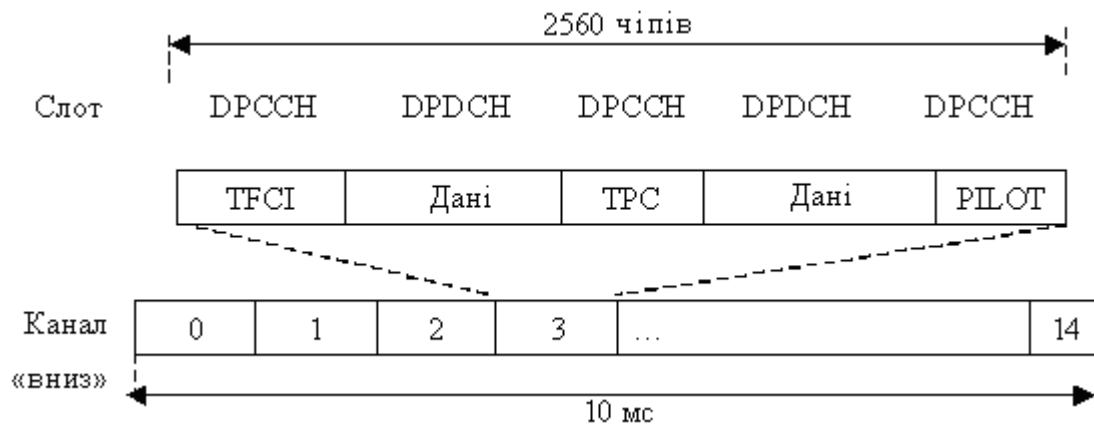 2560 чіпів
Слот DPCCH DPDCH DPCCH DPDCH DPCCH
TFCI Дані TPC Дані PILOT
Канал 0 1 2 3 ... 14
«вниз»
10 мс